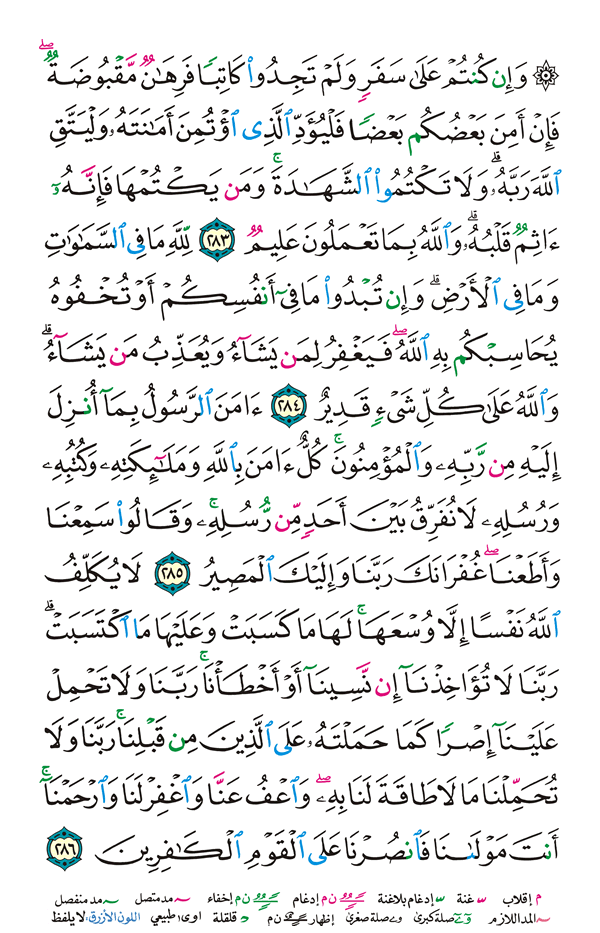 ۞ وَإِن كُنتُمْ عَلَىٰ سَفَرٍ وَلَمْ تَجِدُوا۟ كَاتِبًا فَرِهَـٰنٌ مَّقْبُوضَةٌ ۖ
فَإِنْ أَمِنَ بَعْضُكُم بَعْضًا فَلْيُؤَدِّ ٱلَّذِى ٱؤْتُمِنَ أَمَـٰنَتَهُۥ وَلْيَتَّقِ
ٱللَّهَ رَبَّهُۥ ۗ وَلَا تَكْتُمُوا۟ ٱلشَّهَـٰدَةَ ۚ وَمَن يَكْتُمْهَا فَإِنَّهُۥٓ
ءَاثِمٌ قَلْبُهُۥ ۗ وَٱللَّهُ بِمَا تَعْمَلُونَ عَلِيمٌ ٢٨٣ لِّلَّهِ مَا فِى ٱلسَّمَـٰوَٰتِ
وَمَا فِى ٱلْأَرْضِ ۗ وَإِن تُبْدُوا۟ مَا فِىٓ أَنفُسِكُمْ أَوْ تُخْفُوهُ
يُحَاسِبْكُم بِهِ ٱللَّهُ ۖ فَيَغْفِرُ لِمَن يَشَآءُ وَيُعَذِّبُ مَن يَشَآءُ ۗ
وَٱللَّهُ عَلَىٰ كُلِّ شَىْءٍ قَدِيرٌ ٢٨٤ ءَامَنَ ٱلرَّسُولُ بِمَآ أُنزِلَ
إِلَيْهِ مِن رَّبِّهِۦ وَٱلْمُؤْمِنُونَ ۚ كُلٌّ ءَامَنَ بِٱللَّهِ وَمَلَـٰٓئِكَتِهِۦ وَكُتُبِهِۦ
وَرُسُلِهِۦ لَا نُفَرِّقُ بَيْنَ أَحَدٍ مِّن رُّسُلِهِۦ ۚ وَقَالُوا۟ سَمِعْنَا
وَأَطَعْنَا ۖ غُفْرَانَكَ رَبَّنَا وَإِلَيْكَ ٱلْمَصِيرُ ٢٨٥ لَا يُكَلِّفُ
ٱللَّهُ نَفْسًا إِلَّا وُسْعَهَا ۚ لَهَا مَا كَسَبَتْ وَعَلَيْهَا مَا ٱكْتَسَبَتْ ۗ
رَبَّنَا لَا تُؤَاخِذْنَآ إِن نَّسِينَآ أَوْ أَخْطَأْنَا ۚ رَبَّنَا وَلَا تَحْمِلْ
عَلَيْنَآ إِصْرًا كَمَا حَمَلْتَهُۥ عَلَى ٱلَّذِينَ مِن قَبْلِنَا ۚ رَبَّنَا وَلَا
تُحَمِّلْنَا مَا لَا طَاقَةَ لَنَا بِهِۦ ۖ وَٱعْفُ عَنَّا وَٱغْفِرْ لَنَا وَٱرْحَمْنَآ ۚ
أَنتَ مَوْلَىٰنَا فَٱنصُرْنَا عَلَى ٱلْقَوْمِ ٱلْكَـٰفِرِينَ ٢٨٦
م إقلاب غنة إدغام بلاغنة ن م إدغام ن م إخفاء مد متصل مد منفصل
المد اللازم صلة كبرى صلة صغرى إظهار ن م قلقلة اوى طبيعي اللون الأزرق: لا يلفظ